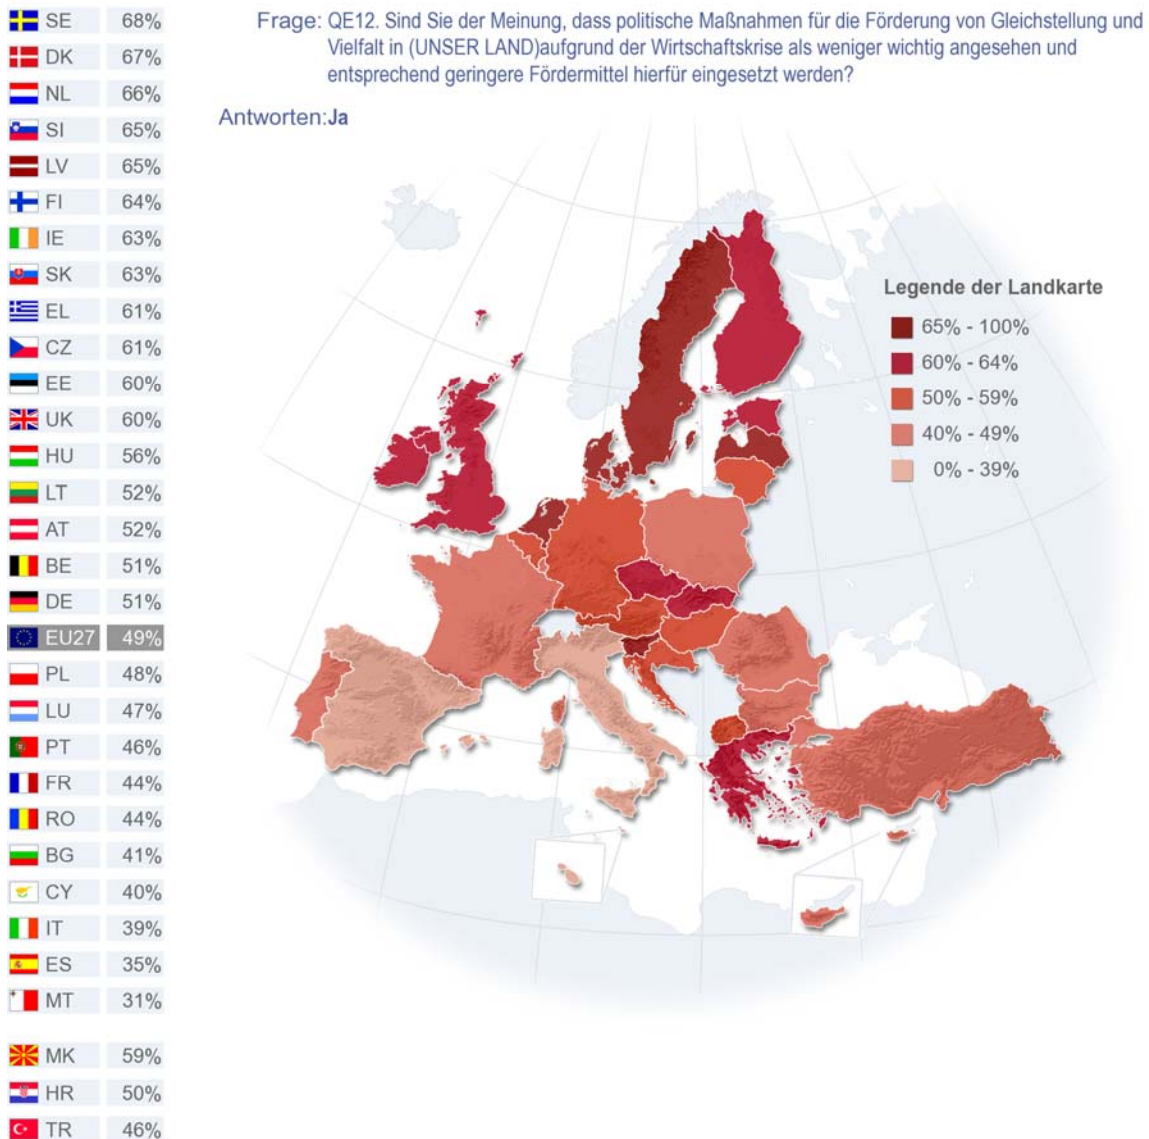 Frage: QE12. Sind Sie der Meinung, dass politische Maßnahmen für die Förderung von Gleichstellung und
Vielfalt in (UNSER LAND)aufgrund der Wirtschaftskrise als weniger wichtig angesehen und
entsprechend geringere Fördermittel hierfür eingesetzt werden?
Antworten:Ja
SE 68%
DK 67%
NL 66%
SI 65%
LV 65%
FI 64%
IE 63%
SK 63%
EL 61%
CZ 61%
EE 60%
UK 60%
HU 56%
LT 52%
AT 52%
BE 51%
DE 51%
EU27 49%
PL 48%
LU 47%
PT 46%
FR 44%
RO 44%
BG 41%
CY 40%
IT 39%
ES 35%
MT 31%
MK 59%
HR 50%
TR 46%
Legende der Landkarte
65% - 100%
60% - 64%
50% - 59%
40% - 49%
0% - 39%